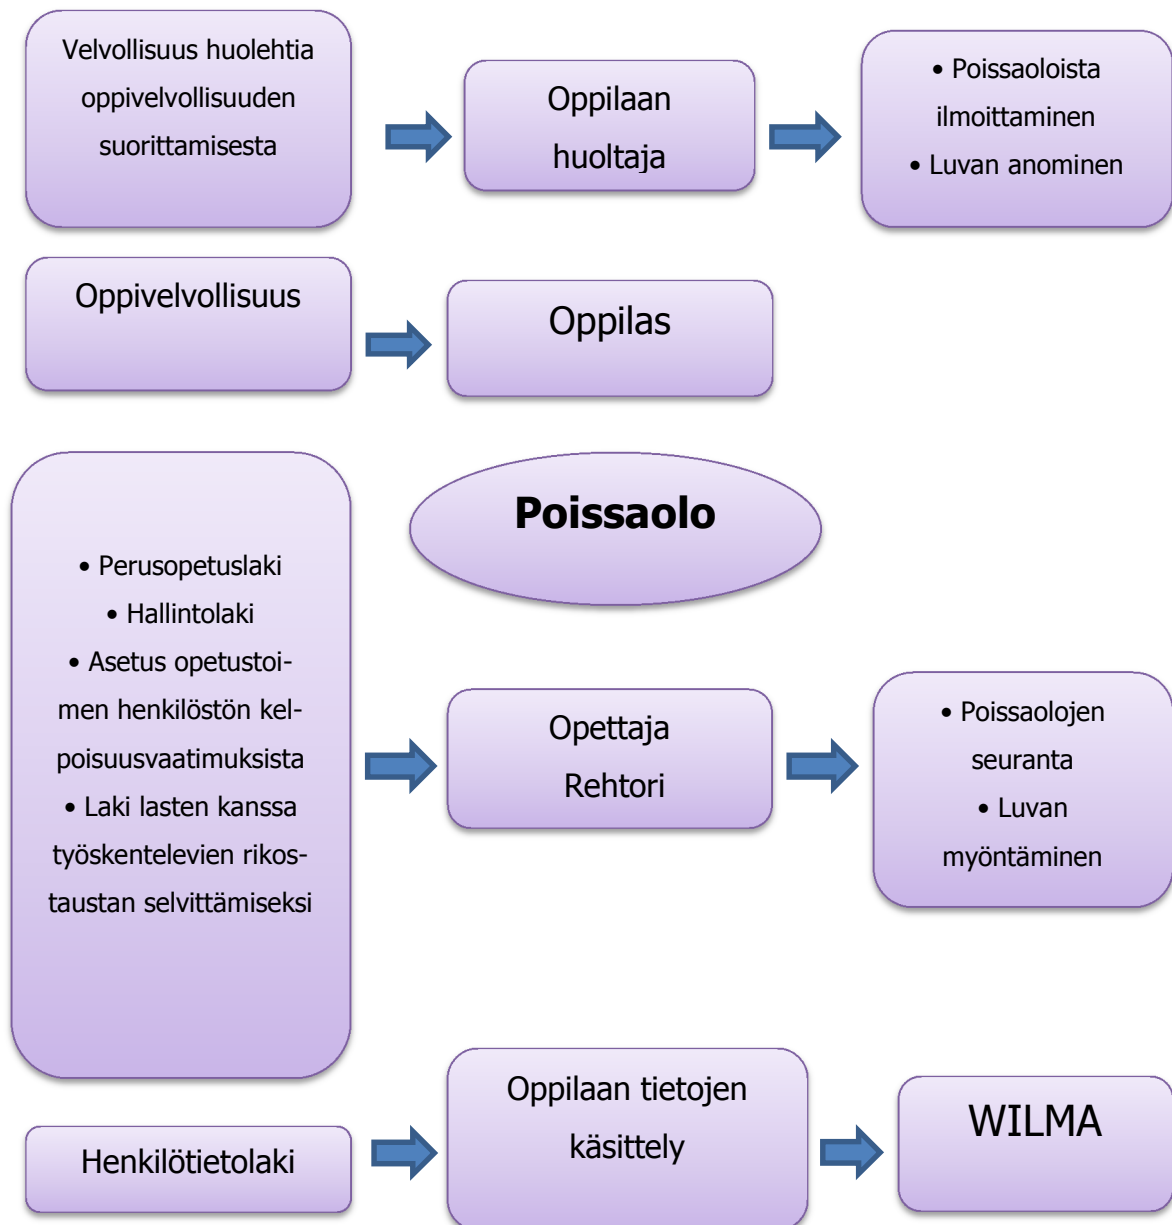 Velvollisuus huolehtia
oppivelvollisuuden
suorittamisesta
Oppilaan
huoltaja
• Poissaoloista
ilmoittaminen
• Luvan anominen
Oppivelvollisuus
Oppilas
Poissaolo
• Perusopetuslaki
• Hallintolaki
• Asetus opetustoi-
men henkilöstön kel-
poisuusvaatimuksista
• Laki lasten kanssa
työskentelevien rikos-
taustan selvittämiseksi
Opettaja
Rehtori
• Poissaolojen
seuranta
• Luvan
myöntäminen
Henkilötietolaki
Oppilaan tietojen
käsittely
WILMA